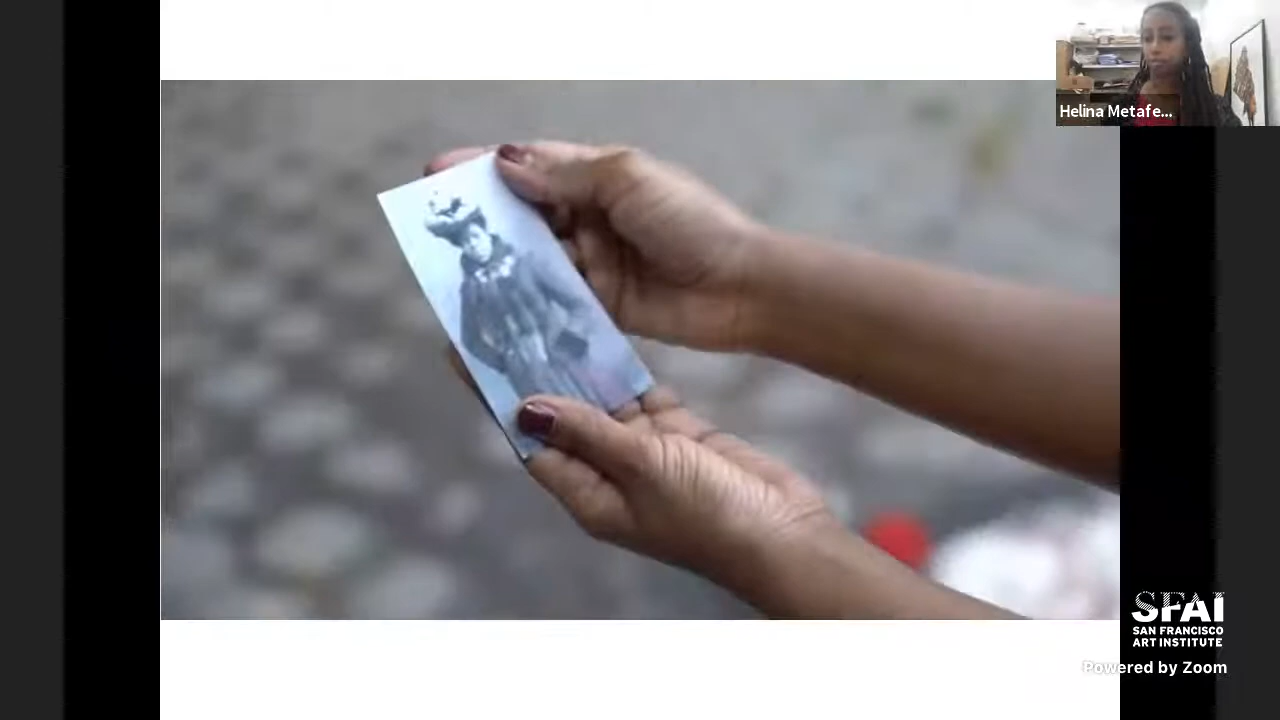 Helina Metafe...
SFAI
SAN FRANCISCO
ART INSTITUTE
Powered by Zoom